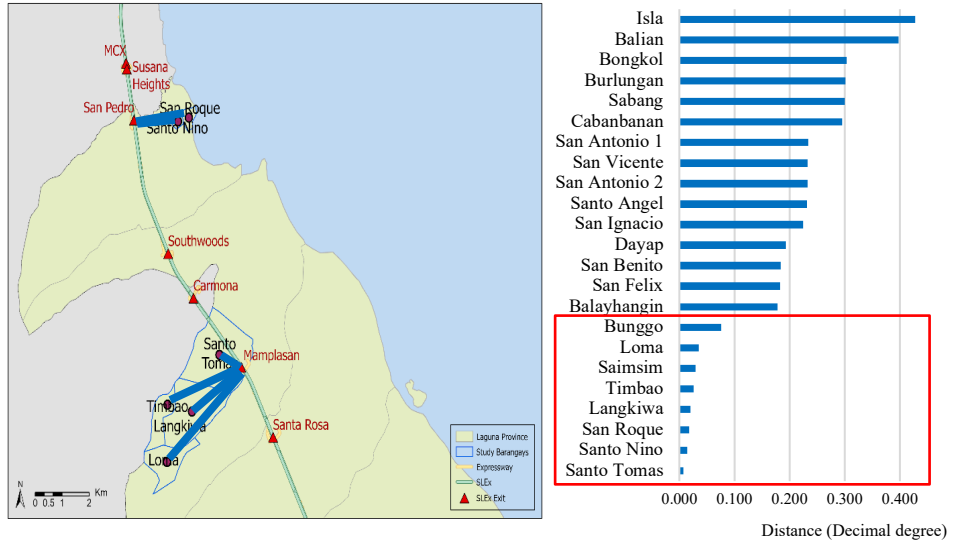 MCX
Susana
Heights
San Pedro
San Roque
Santo Nino
Southwoods
Carmona
Santo
Tomas
Mamplasan
Timbao
Langkiwa
Loma
Santa Rosa
N
0 0.5 1 2 Km
Laguna Province
Study Barangays
Expressway
SLEx
SLEx Exit
Isla
Balian
Bongkol
Burlungan
Sabang
Cabanbanan
San Antonio 1
San Vicente
San Antonio 2
Santo Angel
San Ignacio
Dayap
San Benito
San Felix
Balayhangin
Bunggo
Loma
Saimsim
Timbao
Langkiwa
San Roque
Santo Nino
Santo Tomas
0.000 0.100 0.200 0.300 0.400
Distance (Decimal degree)